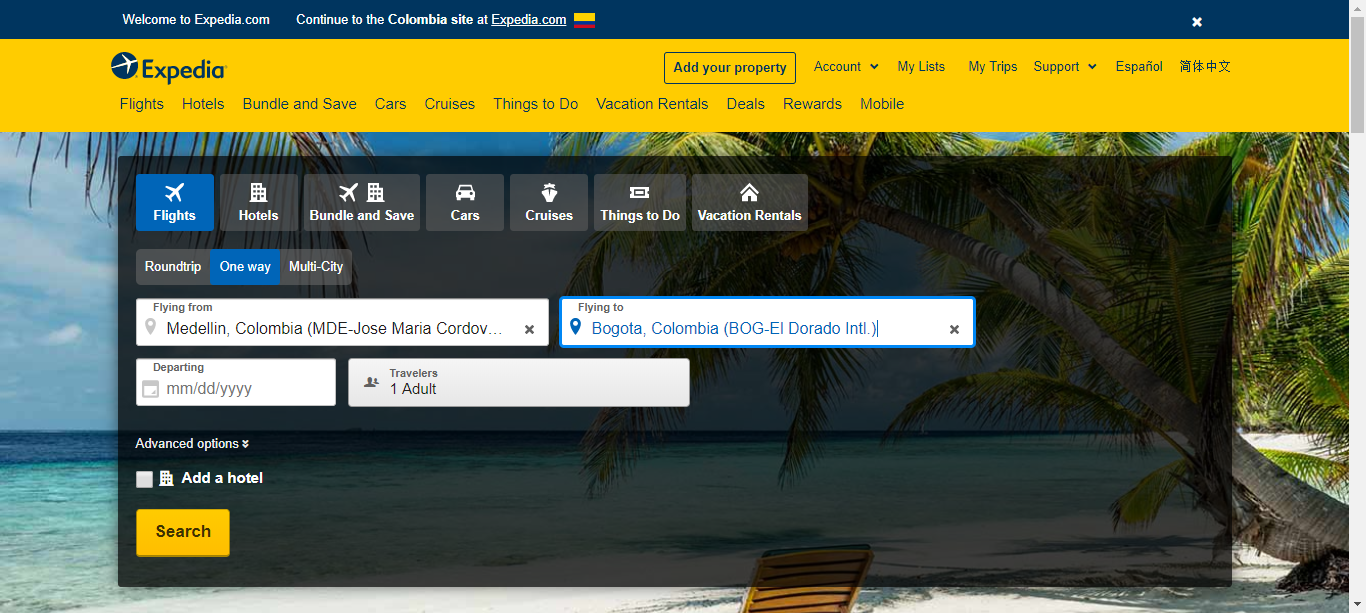 Welcome to Expedia.com Continue to the Colombia site at Expedia.com
Expedia
Add your property Account My Lists My Trips Support Español 简体中文
Flights Hotels Bundle and Save Cars Cruises Things to Do Vacation Rentals Deals Rewards Mobile
Flights Hotels Bundle and Save Cars Cruises Things to Do Vacation Rentals
Roundtrip One way Multi-City
Flying from
Medellin, Colombia (MDE-Jose Maria Cordov...
Flying to
Bogota, Colombia (BOG-El Dorado Intl.)
Departing
mm/dd/yyyy
Travelers
1 Adult
Advanced options
Add a hotel
Search